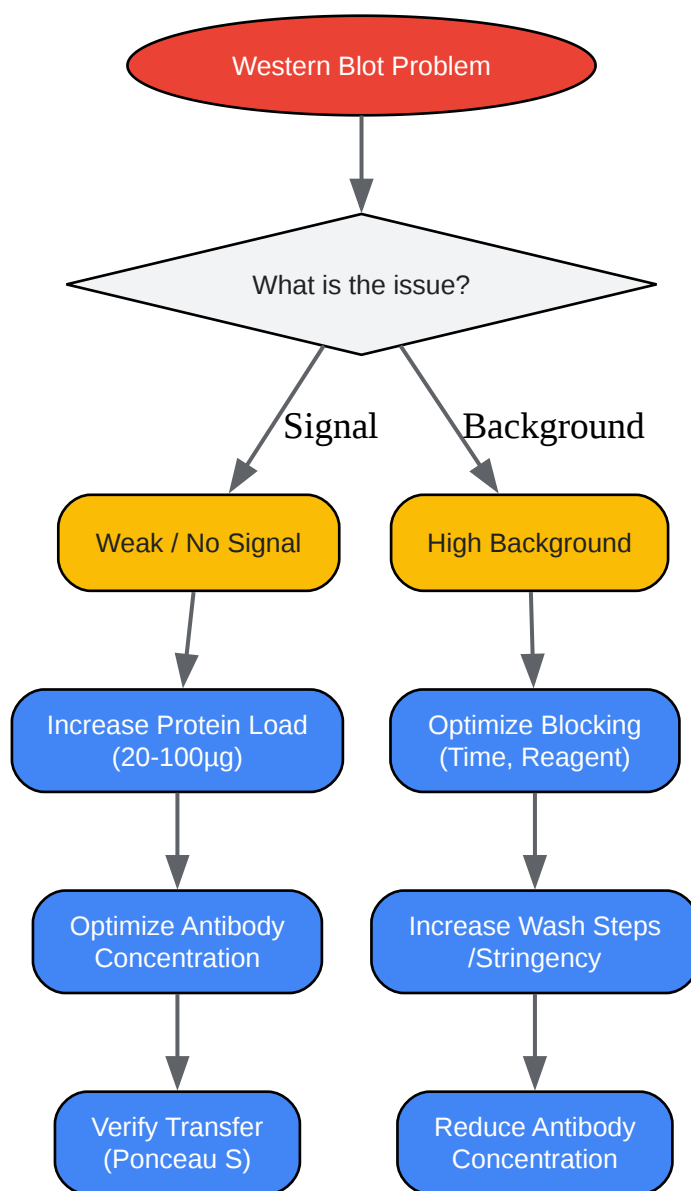 Western Blot Problem
What is the issue?
Signal
Background
Weak / No Signal
High Background
Increase Protein Load
(20-100µg)
Optimize Blocking
(Time, Reagent)
Optimize Antibody
Concentration
Increase Wash Steps
/Stringency
Verify Transfer
(Ponceau S)
Reduce Antibody
Concentration